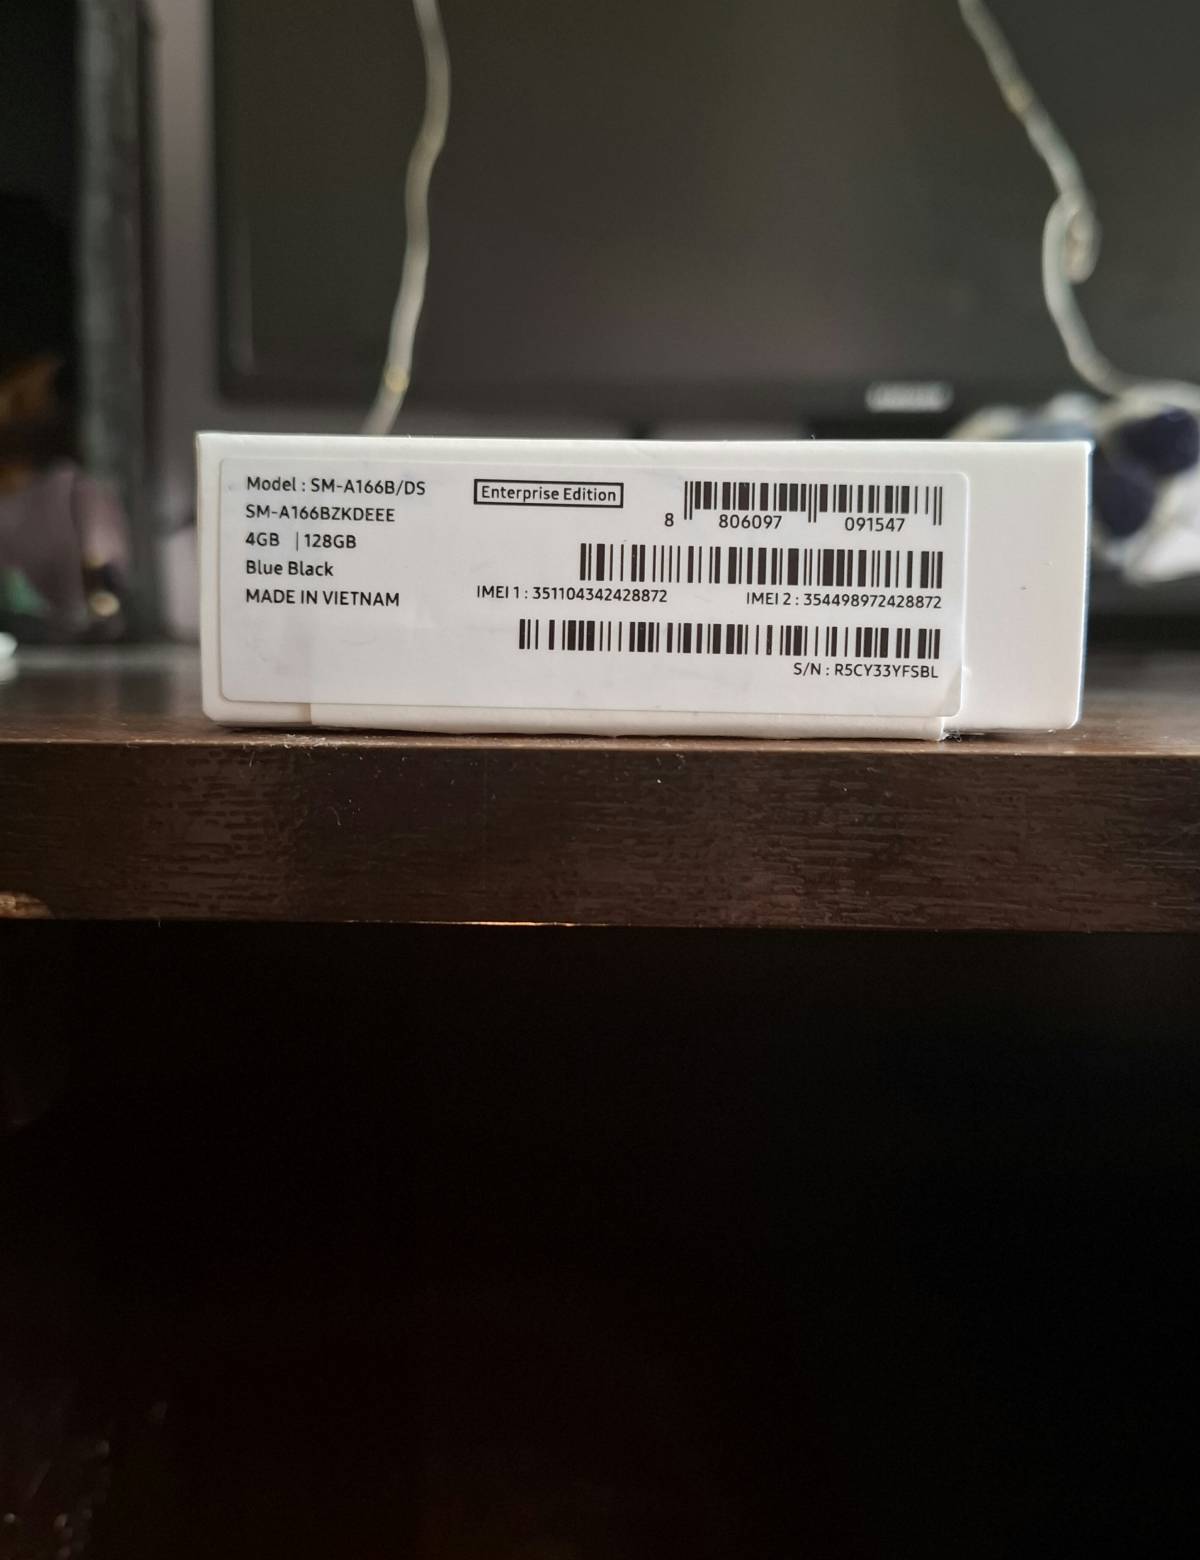 Model : SM-A166B/DS
SM-A166BZKDEEE
4GB | 128GB
Blue Black
MADE IN VIETNAM
Enterprise Edition
8 806097 091547
IMEI 1 : 351104342428872
IMEI 2 : 354498972428872
S/N : R5CY33YFSBL